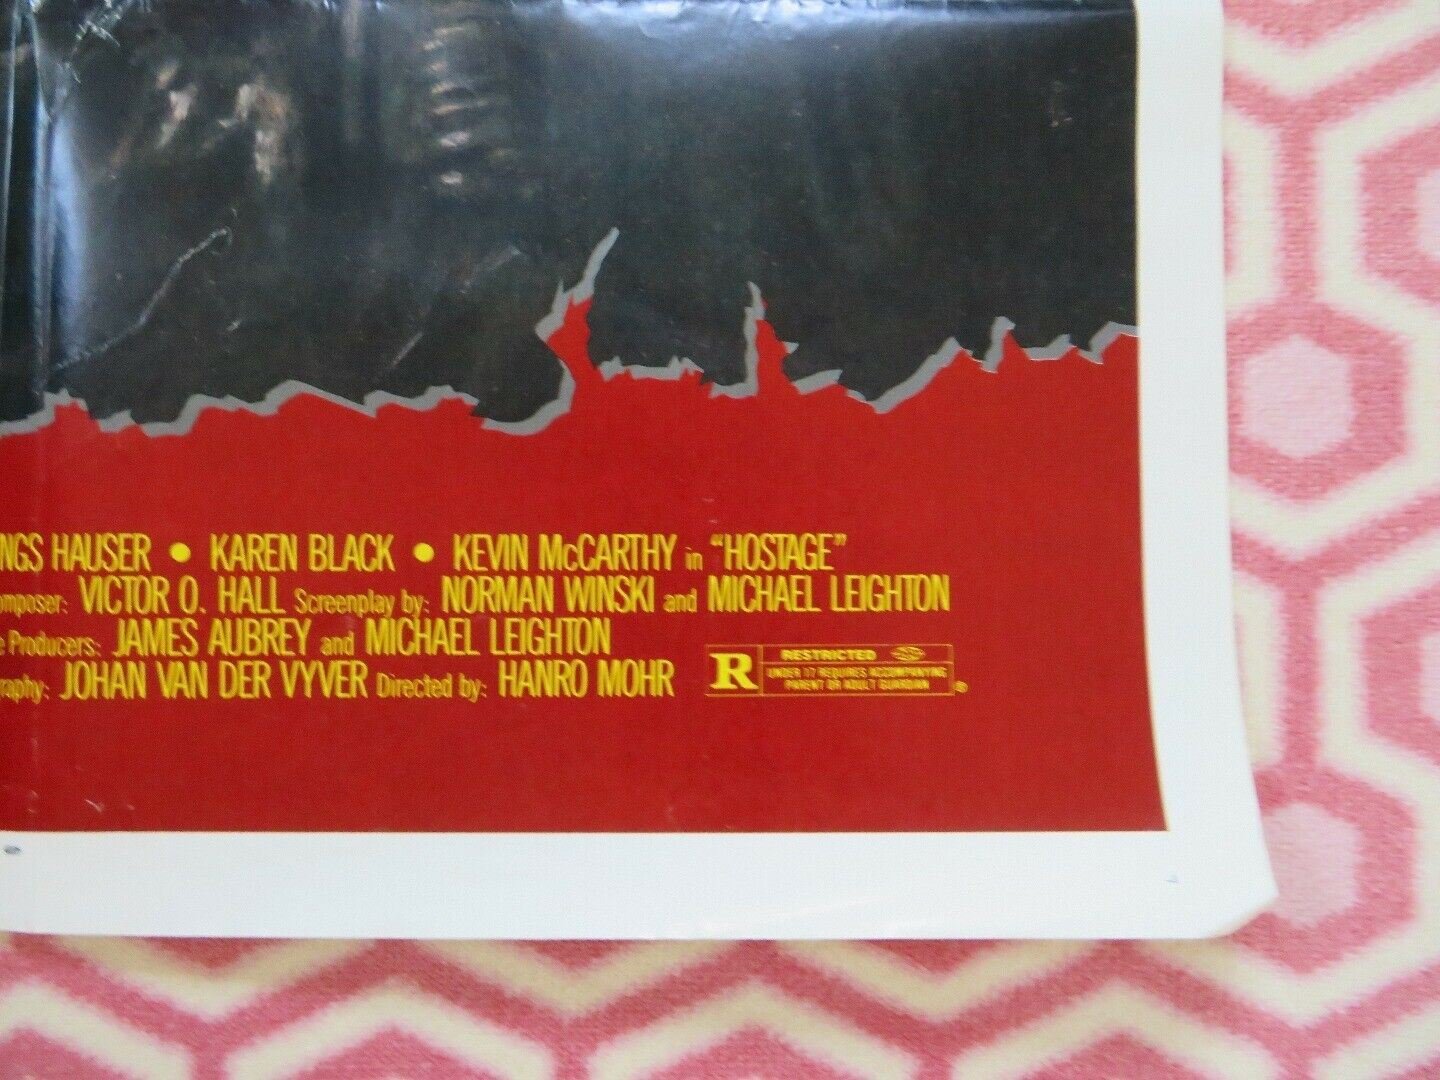 NGS HAUSER • KAREN BLACK • KEVIN McCARTHY in "HOSTAGE"
omposer: VICTOR O. HALL Screenplay by: NORMAN WINSKI and MICHAEL LEIGHTON
e Producers: JAMES AUBREY and MICHAEL LEIGHTON
raphy: JOHAN VAN DER VYVER Directed by: HANRO MOHR
R RESTRICTED
UNDER 17 REQUIRES ACCOMPANYING
PARENT OR ADULT GUARDIAN ®